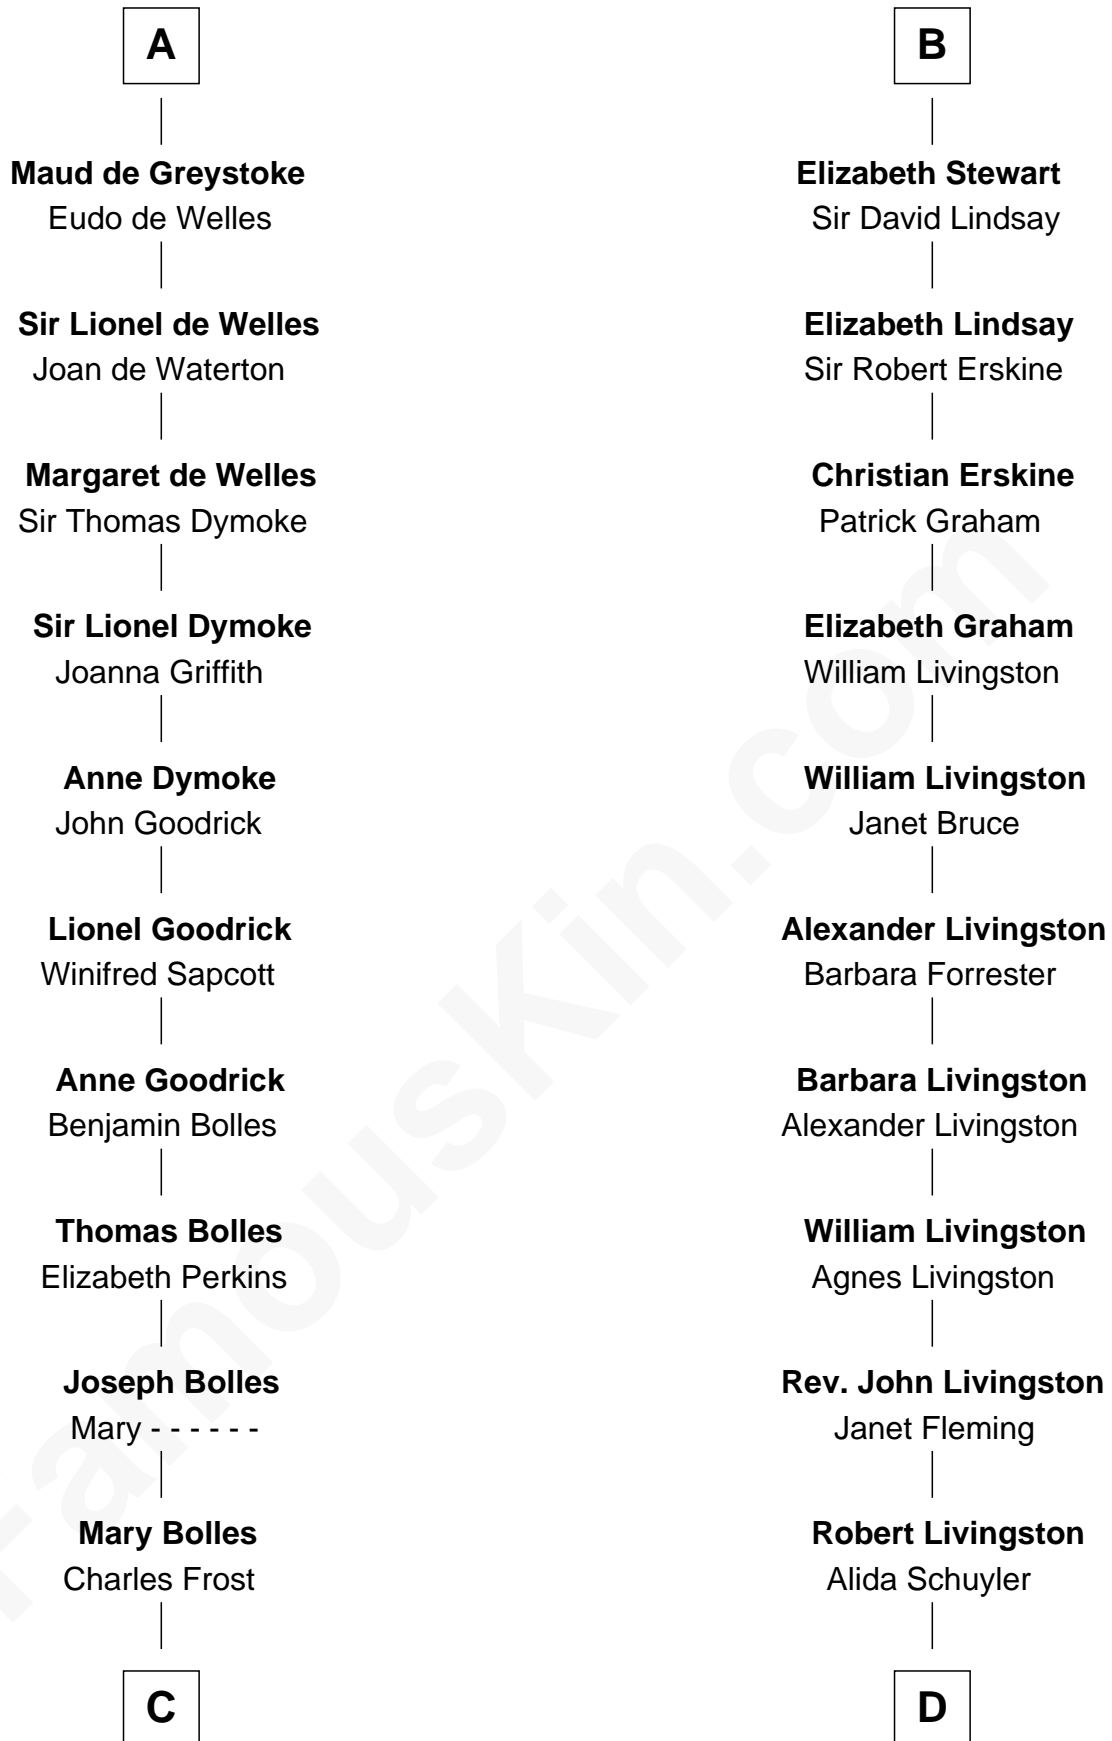 A
Maud de Greystoke
Eudo de Welles
Sir Lionel de Welles
Joan de Waterton
Margaret de Welles
Sir Thomas Dymoke
Sir Lionel Dymoke
Joanna Griffith
Anne Dymoke
John Goodrick
Lionel Goodrick
Winifred Sapcott
Anne Goodrick
Benjamin Bolles
Thomas Bolles
Elizabeth Perkins
Joseph Bolles
Mary - - - - - -
Mary Bolles
Charles Frost
C
B
Elizabeth Stewart
Sir David Lindsay
Elizabeth Lindsay
Sir Robert Erskine
Christian Erskine
Patrick Graham
Elizabeth Graham
William Livingston
William Livingston
Janet Bruce
Alexander Livingston
Barbara Forrester
Barbara Livingston
Alexander Livingston
William Livingston
Agnes Livingston
Rev. John Livingston
Janet Fleming
Robert Livingston
Alida Schuyler
D
FamousKin.com